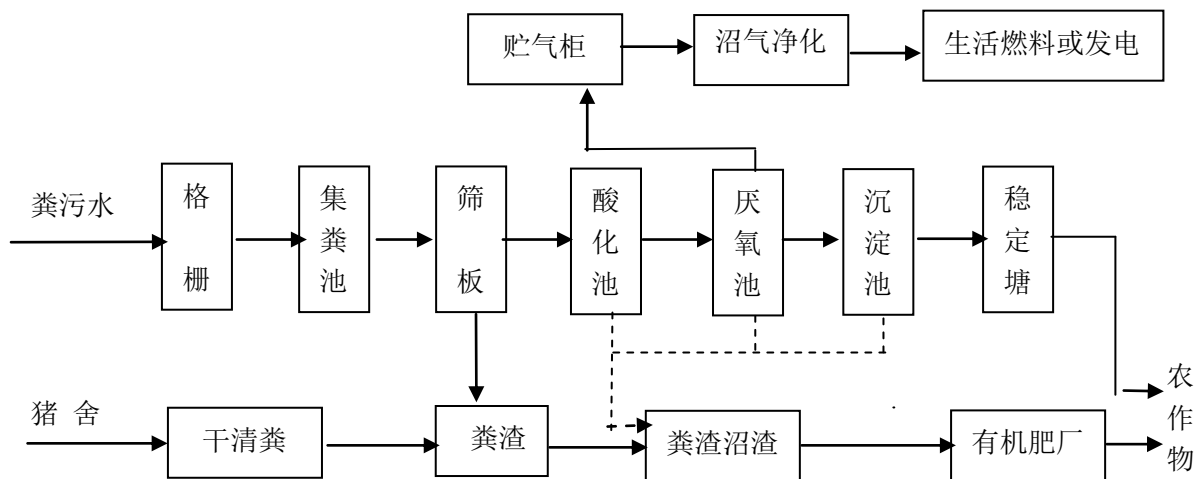 贮气柜
沼气净化
生活燃料或发电
粪污水
格栅
集粪池
筛板
酸化池
厌氧池
沉淀池
稳定塘
猪 舍
干清粪
粪渣
粪渣沼渣
有机肥厂
农作物